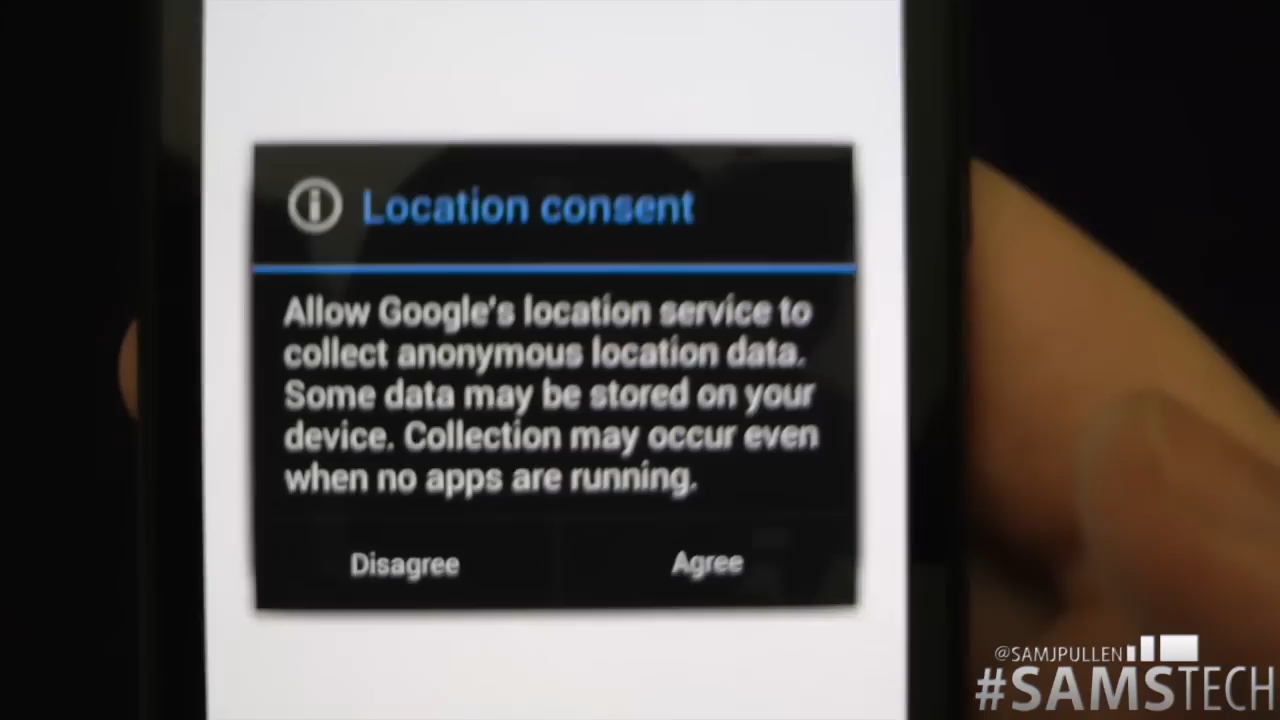 Location consent
Allow Google's location service to
collect anonymous location data.
Some data may be stored on your
device. Collection may occur even
when no apps are running.
Disagree
Agree
@SAMJPULLEN
#SAMSTECH